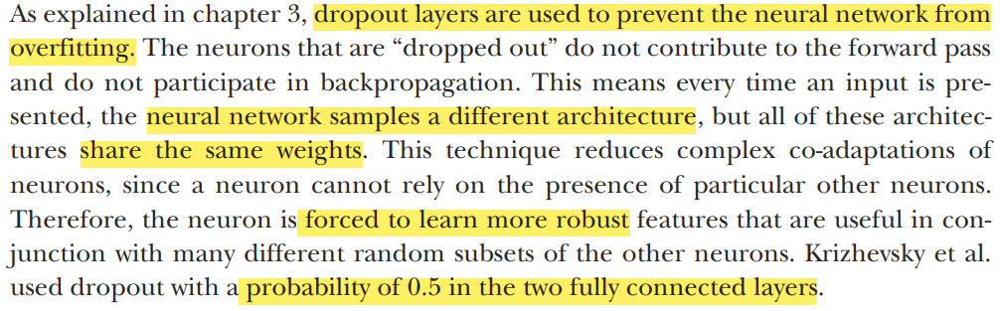 As explained in chapter 3, dropout layers are used to prevent the neural network from
overfitting. The neurons that are “dropped out” do not contribute to the forward pass
and do not participate in backpropagation. This means every time an input is pre-
sented, the neural network samples a different architecture, but all of these architec-
tures share the same weights. This technique reduces complex co-adaptations of
neurons, since a neuron cannot rely on the presence of particular other neurons.
Therefore, the neuron is forced to learn more robust features that are useful in con-
junction with many different random subsets of the other neurons. Krizhevsky et al.
used dropout with a probability of 0.5 in the two fully connected layers.